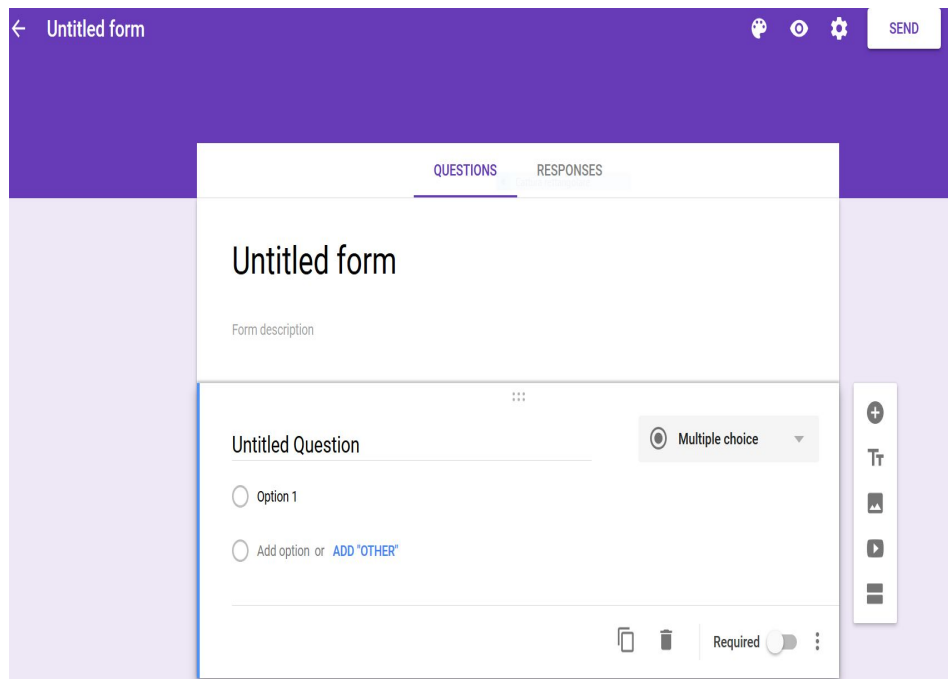 Untitled form
SEND
QUESTIONS RESPONSES
Untitled form
Form description
Untitled Question
Multiple choice
Option 1
Add option or ADD "OTHER"
Required